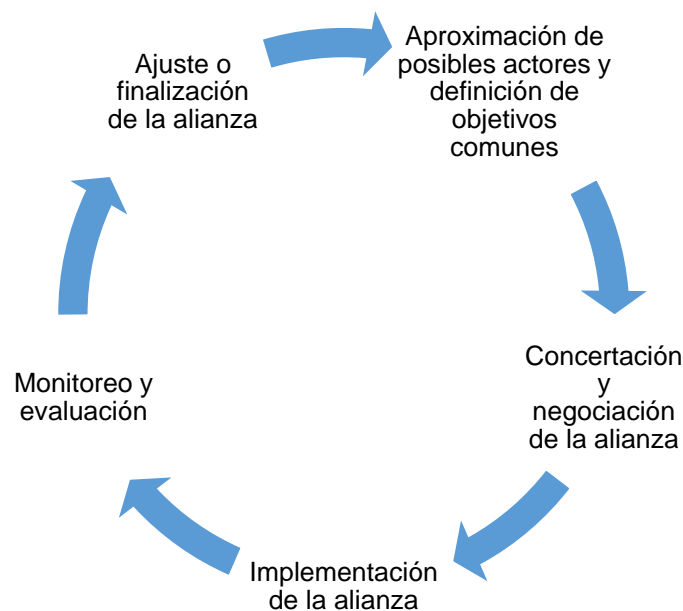 Aproximación de
posibles actores y
definición de
objetivos
comunes
Concertación
y
negociación
de la alianza
Implementación
de la alianza
Monitoreo y
evaluación
Ajuste o
finalización
de la alianza